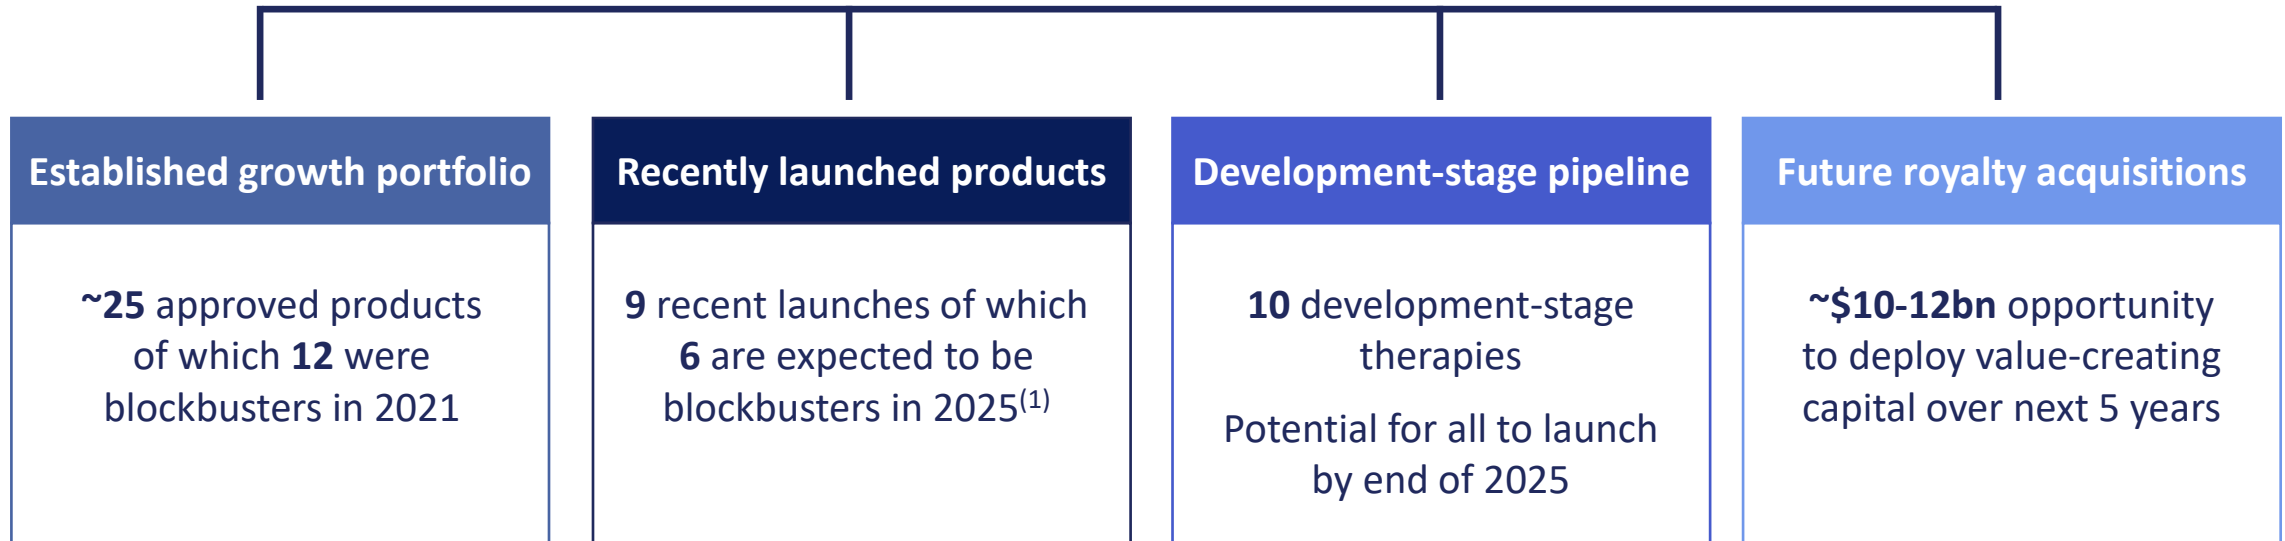 Established growth portfolio
~25 approved products
of which 12 were
blockbusters in 2021
Recently launched products
9 recent launches of which
6 are expected to be
blockbusters in 2025(1)
Development-stage pipeline
10 development-stage
therapies
Potential for all to launch
by end of 2025
Future royalty acquisitions
~$10-12bn opportunity
to deploy value-creating
capital over next 5 years